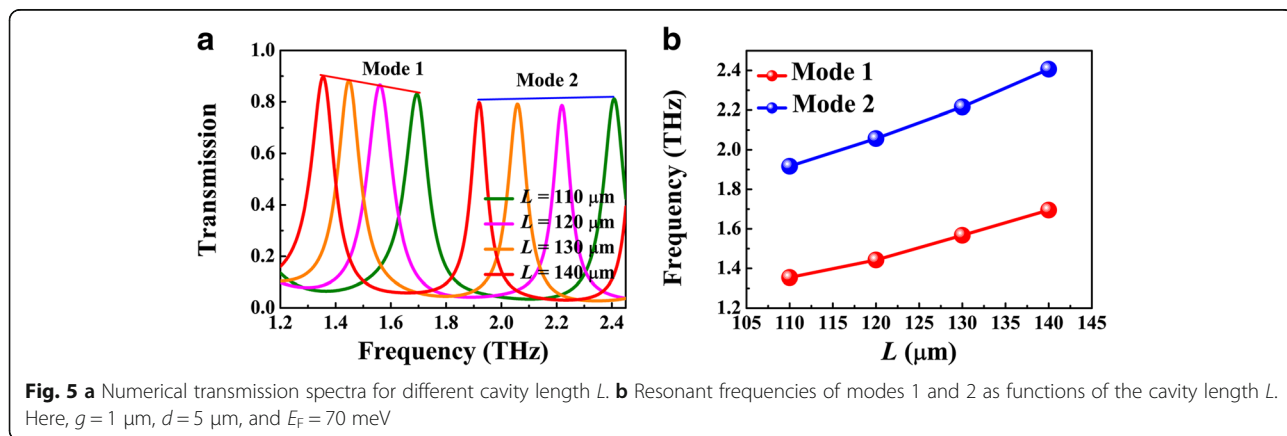 a
1.0
0.8
0.6
0.4
0.2
0.0
Transmission
Mode 1
Mode 2
L = 110 μm
L = 120 μm
L = 130 μm
L = 140 μm
1.2 1.4 1.6 1.8 2.0 2.2 2.4
Frequency (THz)
b
2.4
2.2
2.0
1.8
1.6
1.4
1.2
Frequency (THz)
Mode 1
Mode 2
105 110 115 120 125 130 135 140 145
L (μm)
Fig. 5 a Numerical transmission spectra for different cavity length L. b Resonant frequencies of modes 1 and 2 as functions of the cavity length L.
Here, g = 1 μm, d = 5 μm, and EF = 70 meV